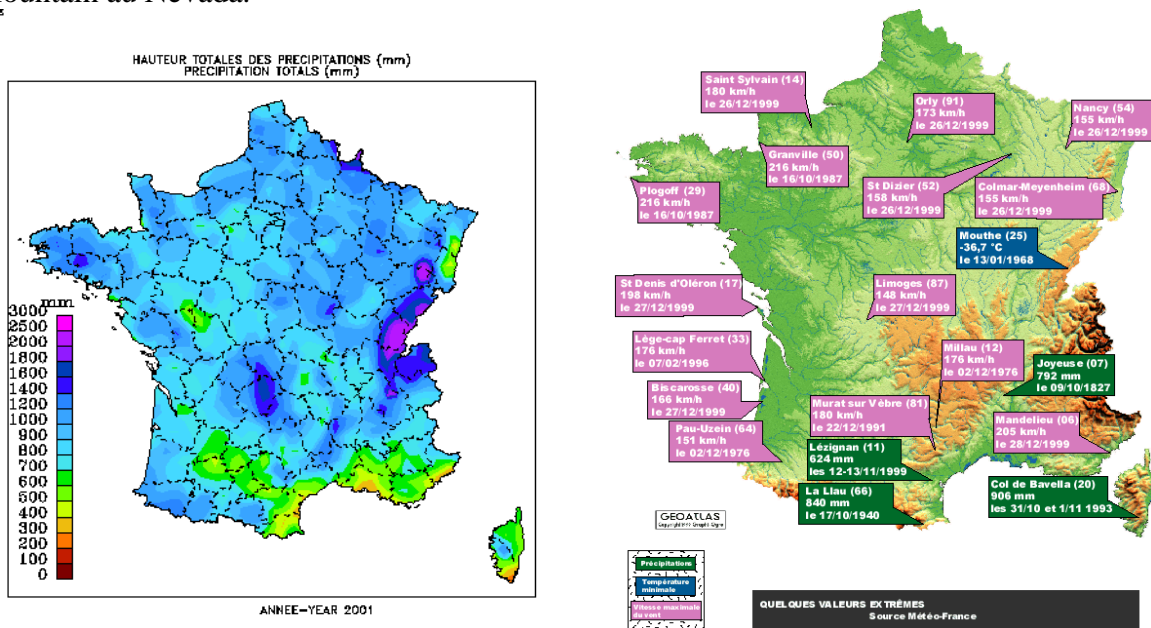 au Nevada.
HAUTEUR TOTALES DES PRECIPITATIONS (mm)
PRECIPITATION TOTALS (mm)
mm
3000
2500
2000
1800
1400
1200
900
800
700
600
500
400
300
200
100
0
ANNEE-YEAR 2001
Saint Sylvain (14)
180 km/h
le 26/12/1999
Orly (91)
173 km/h
le 26/12/1999
Nancy (54)
155 km/h
le 26/12/1999
Granville (50)
216 km/h
le 16/10/1987
Plogoff (29)
216 km/h
le 16/10/1987
St Dizier (52)
158 km/h
le 26/12/1999
Colmar-Meyenheim (68)
155 km/h
le 26/12/1999
Mouthe (25)
-36,7 °C
le 13/01/1968
St Denis d'Oléron (17)
198 km/h
le 27/12/1999
Limoges (87)
148 km/h
le 27/12/1999
Lège-cap Ferret (33)
176 km/h
le 07/02/1996
Millau (12)
176 km/h
le 02/12/1976
Joyeuse (07)
792 mm
le 09/10/1827
Biscarosse (40)
166 km/h
le 27/12/1999
Murat sur Vèbre (81)
180 km/h
le 22/12/1991
Mandelieu (06)
205 km/h
le 28/12/1999
Pau-Uzein (64)
151 km/h
le 02/12/1976
Lézignan (11)
624 mm
les 12-13/11/1999
La Llau (66)
840 mm
le 17/10/1940
Col de Bavella (20)
906 mm
les 31/10 et 1/11 1993
GEOATLAS
Précipitations
Température
minimale
Vitesse maximale
du vent
QUELQUES VALEURS EXTRÊMES
Source Météo-France